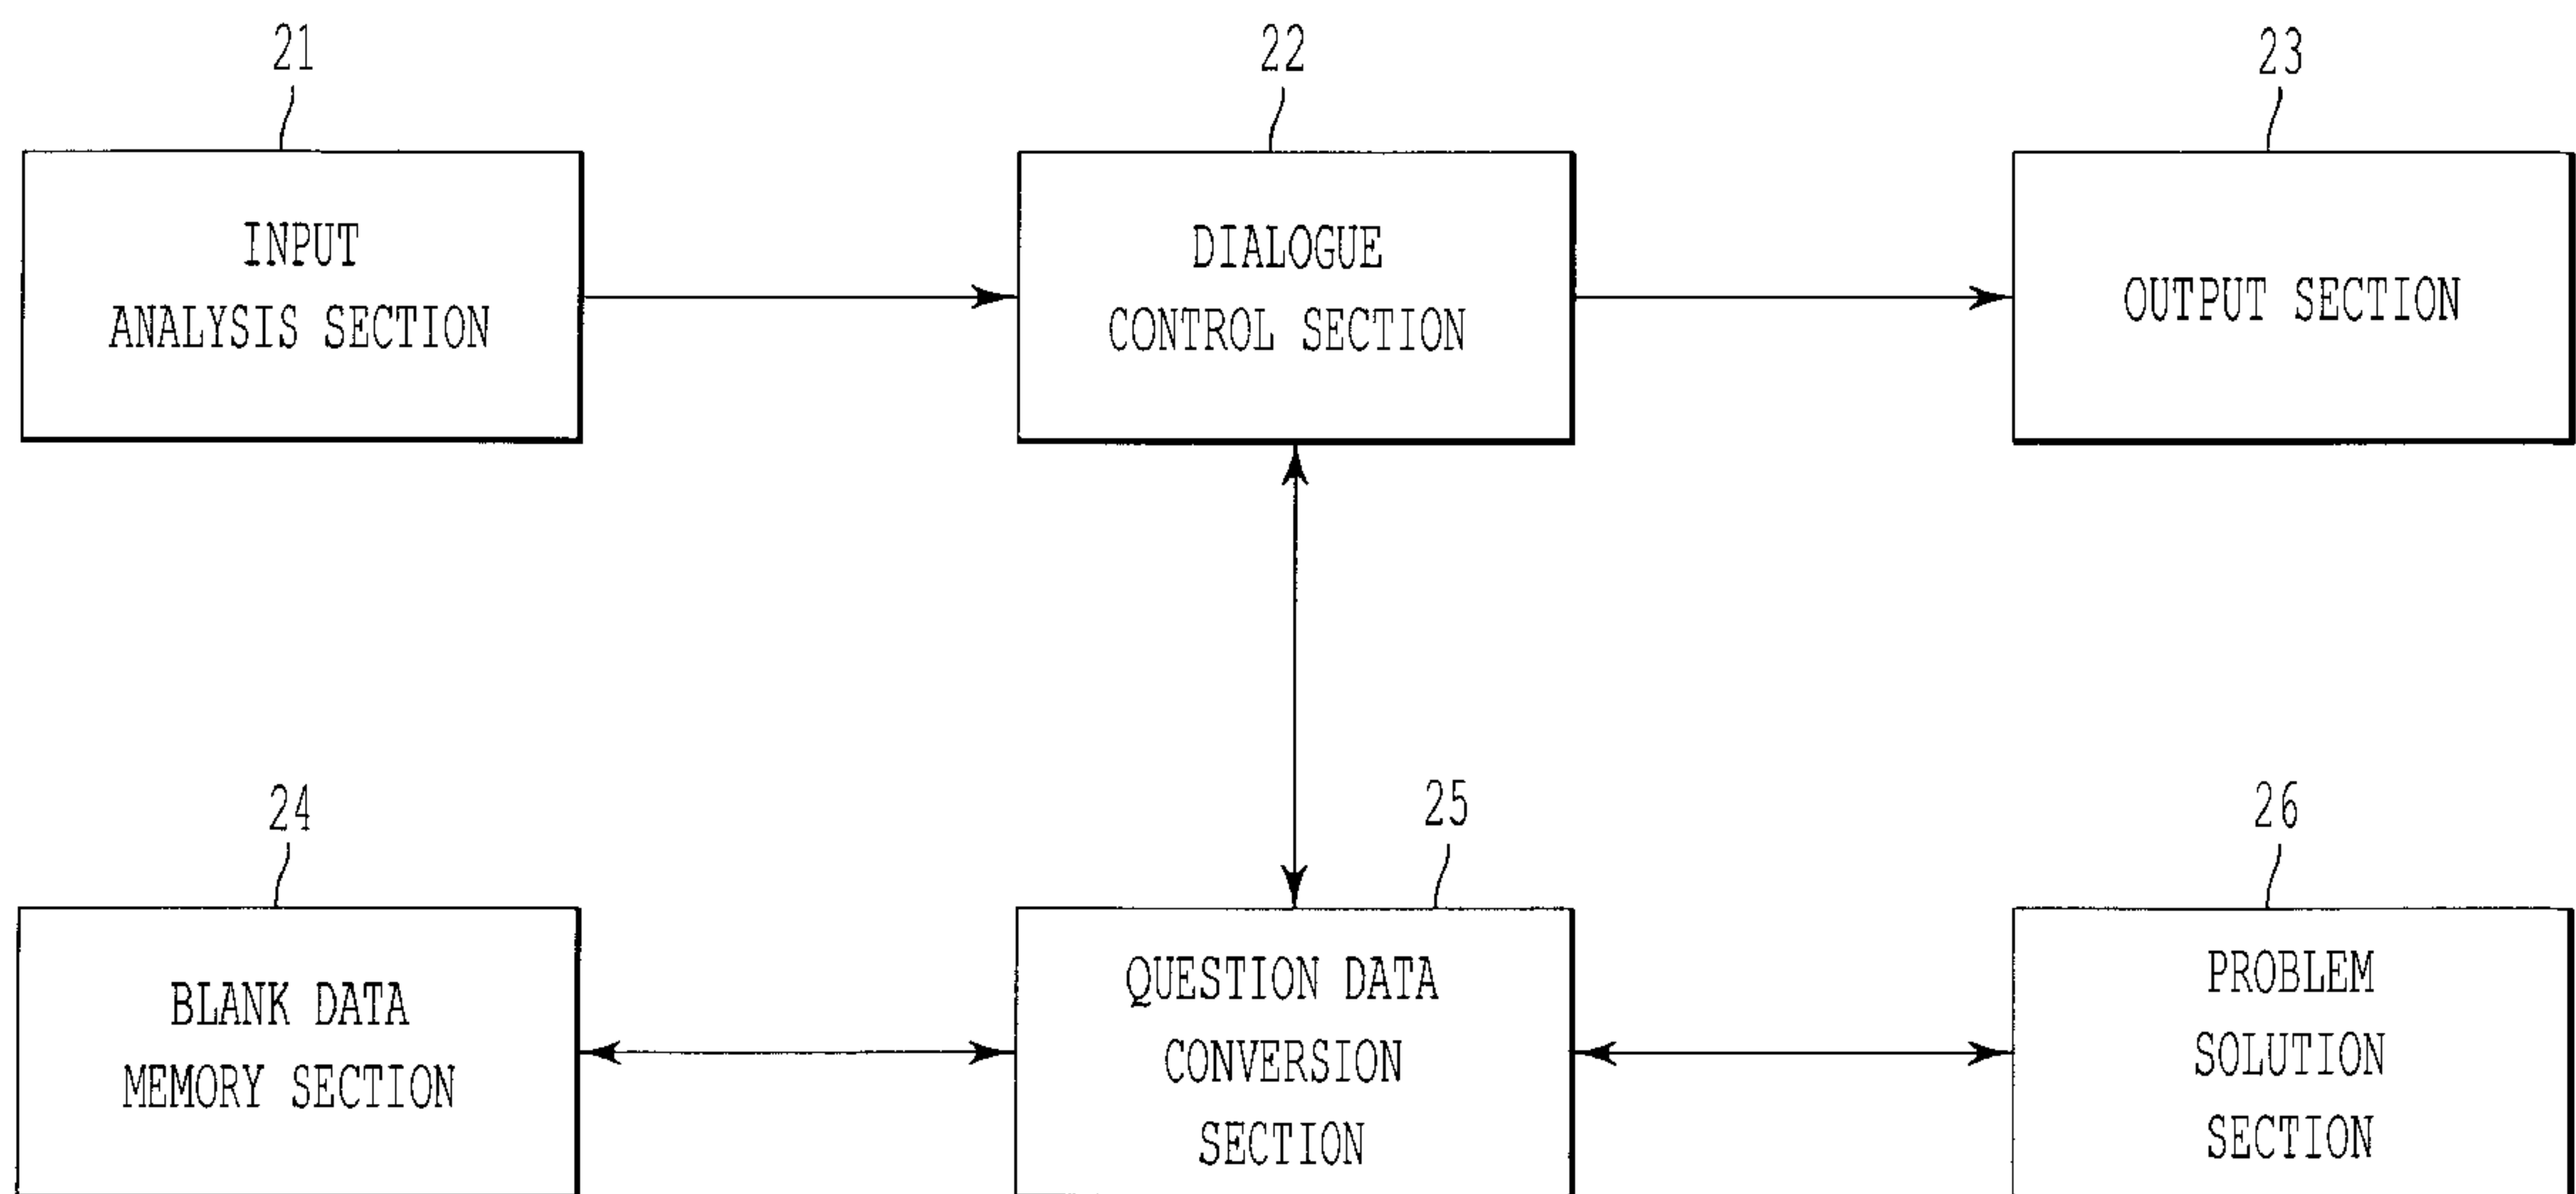 21
22
23
INPUT
ANALYSIS SECTION
DIALOGUE
CONTROL SECTION
OUTPUT SECTION
24
25
26
BLANK DATA
MEMORY SECTION
QUESTION DATA
CONVERSION
SECTION
PROBLEM
SOLUTION
SECTION